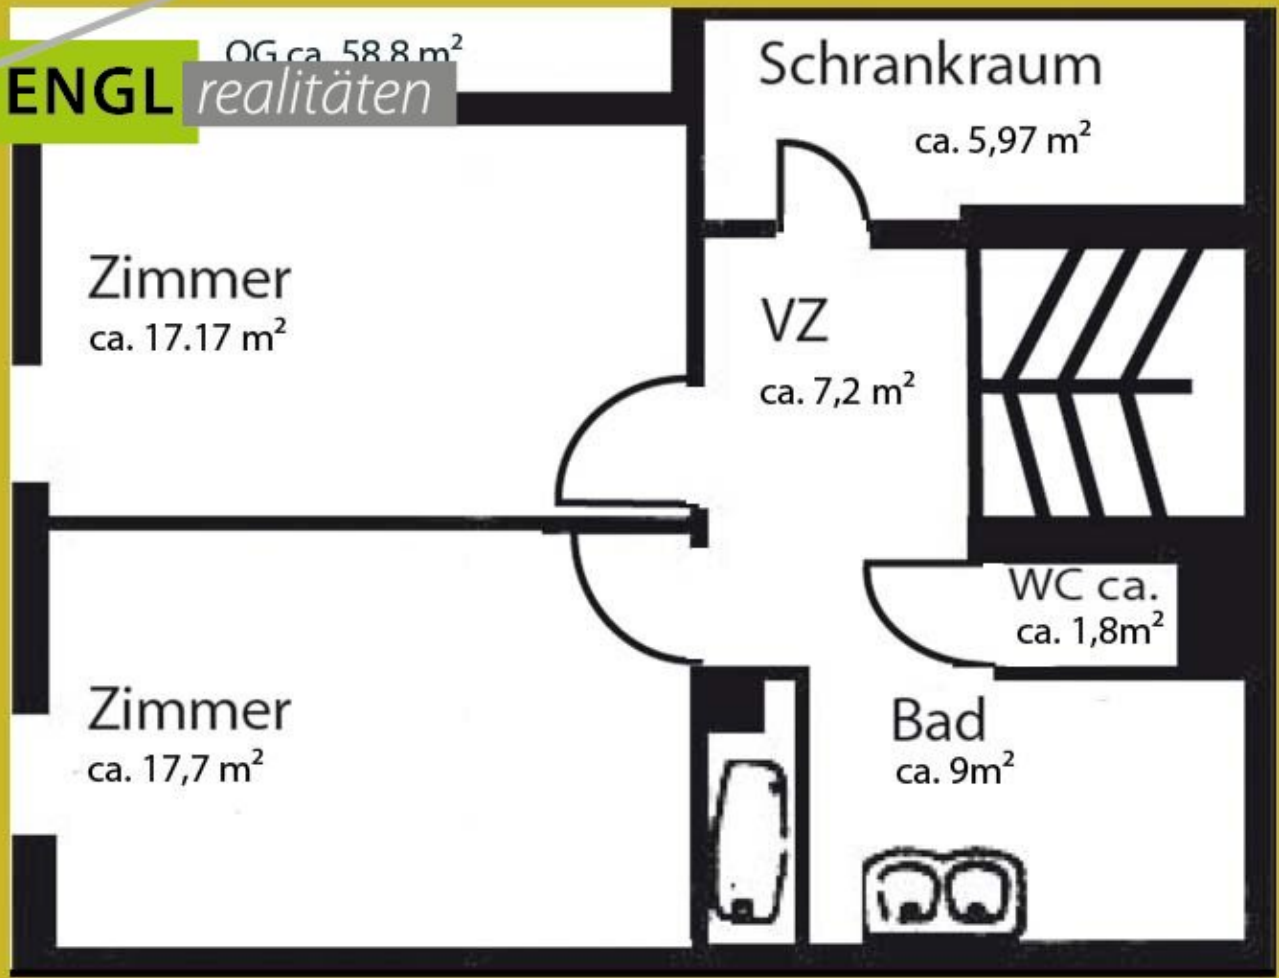 OG ca. 58.8 m²
ENGL realitäten
Schrankraum
ca. 5,97 m²
Zimmer
ca. 17.17 m²
VZ
ca. 7,2 m²
WC ca.
ca. 1,8m²
Zimmer
ca. 17,7 m²
Bad
ca. 9m²